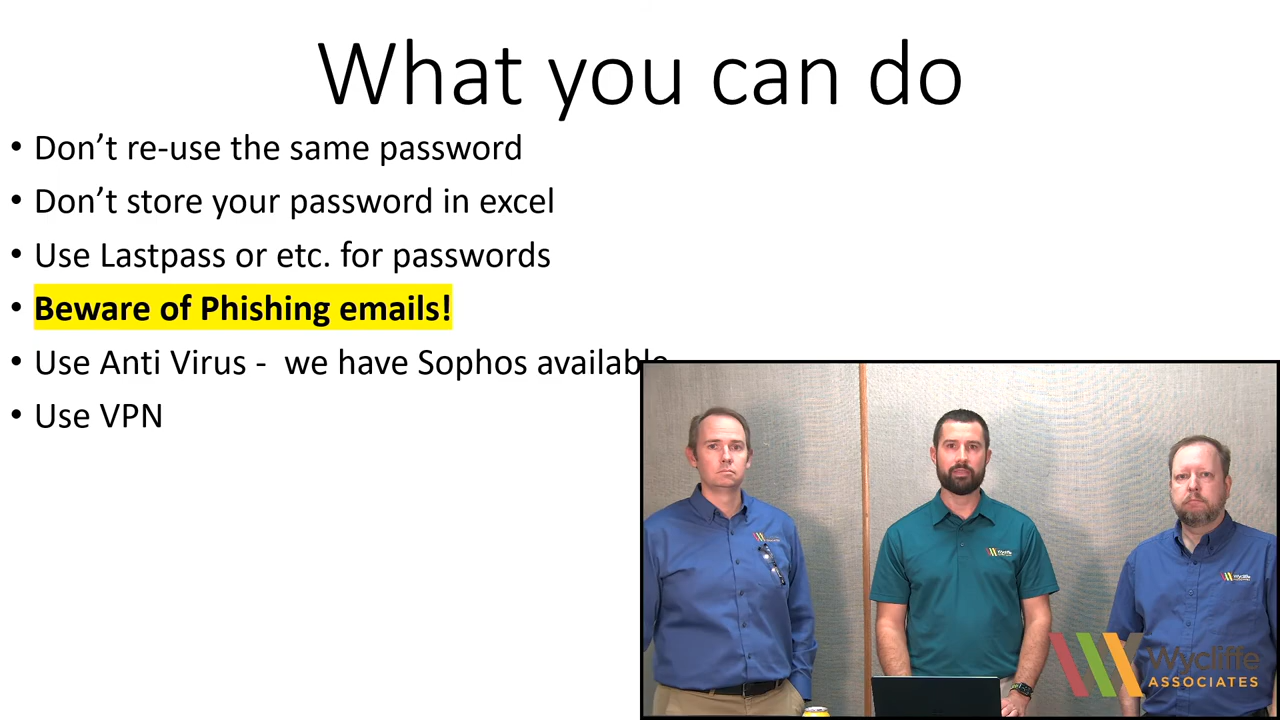 What you can do
• Don’t re-use the same password
• Don’t store your password in excel
• Use Lastpass or etc. for passwords
• Beware of Phishing emails!
• Use Anti Virus -  we have Sophos available
• Use VPN
Wycliffe
ASSOCIATES